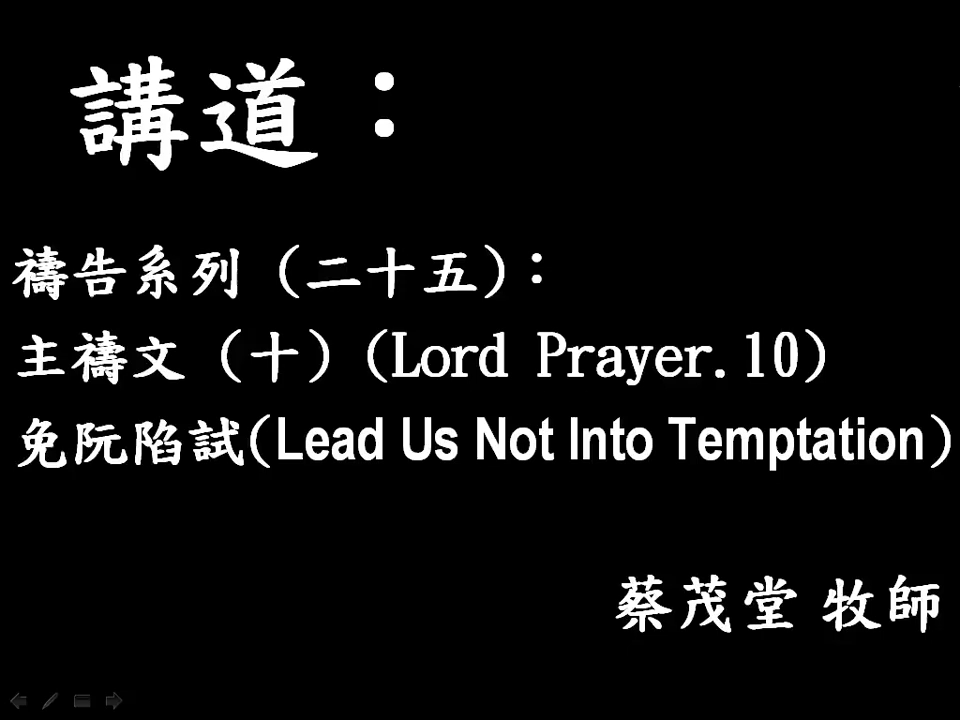 講道：
禱告系列（二十五）：
主禱文（十）(Lord Prayer.10)
免阮陷試(Lead Us Not Into Temptation)
蔡茂堂 牧師